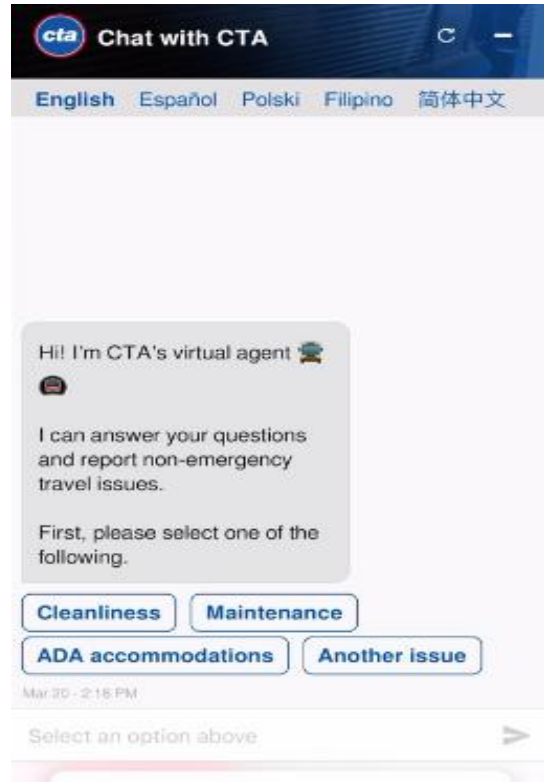 cta Chat with CTA
English Español Polski Filipino 简体中文
Hi! I'm CTA's virtual agent
I can answer your questions
and report non-emergency
travel issues.
First, please select one of the
following.
Cleanliness Maintenance
ADA accommodations Another issue
Mar 20 - 2:18 PM
Select an option above